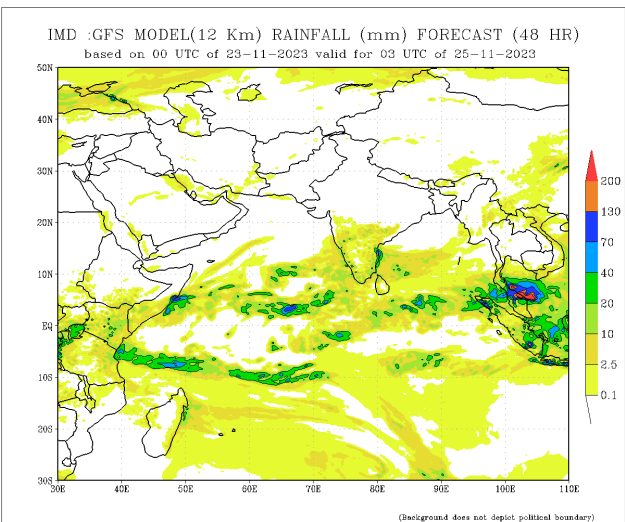 IMD :GFS MODEL(12 Km) RAINFALL (mm) FORECAST (48 HR)
based on 00 UTC of 23-11-2023 valid for 03 UTC of 25-11-2023
50N
40N
30N
20N
10N
EQ
10S
20S
30S
30E 40E 50E 60E 70E 80E 90E 100E 110E
200
130
70
40
20
10
2.5
0.1
(Background does not depict political boundary)